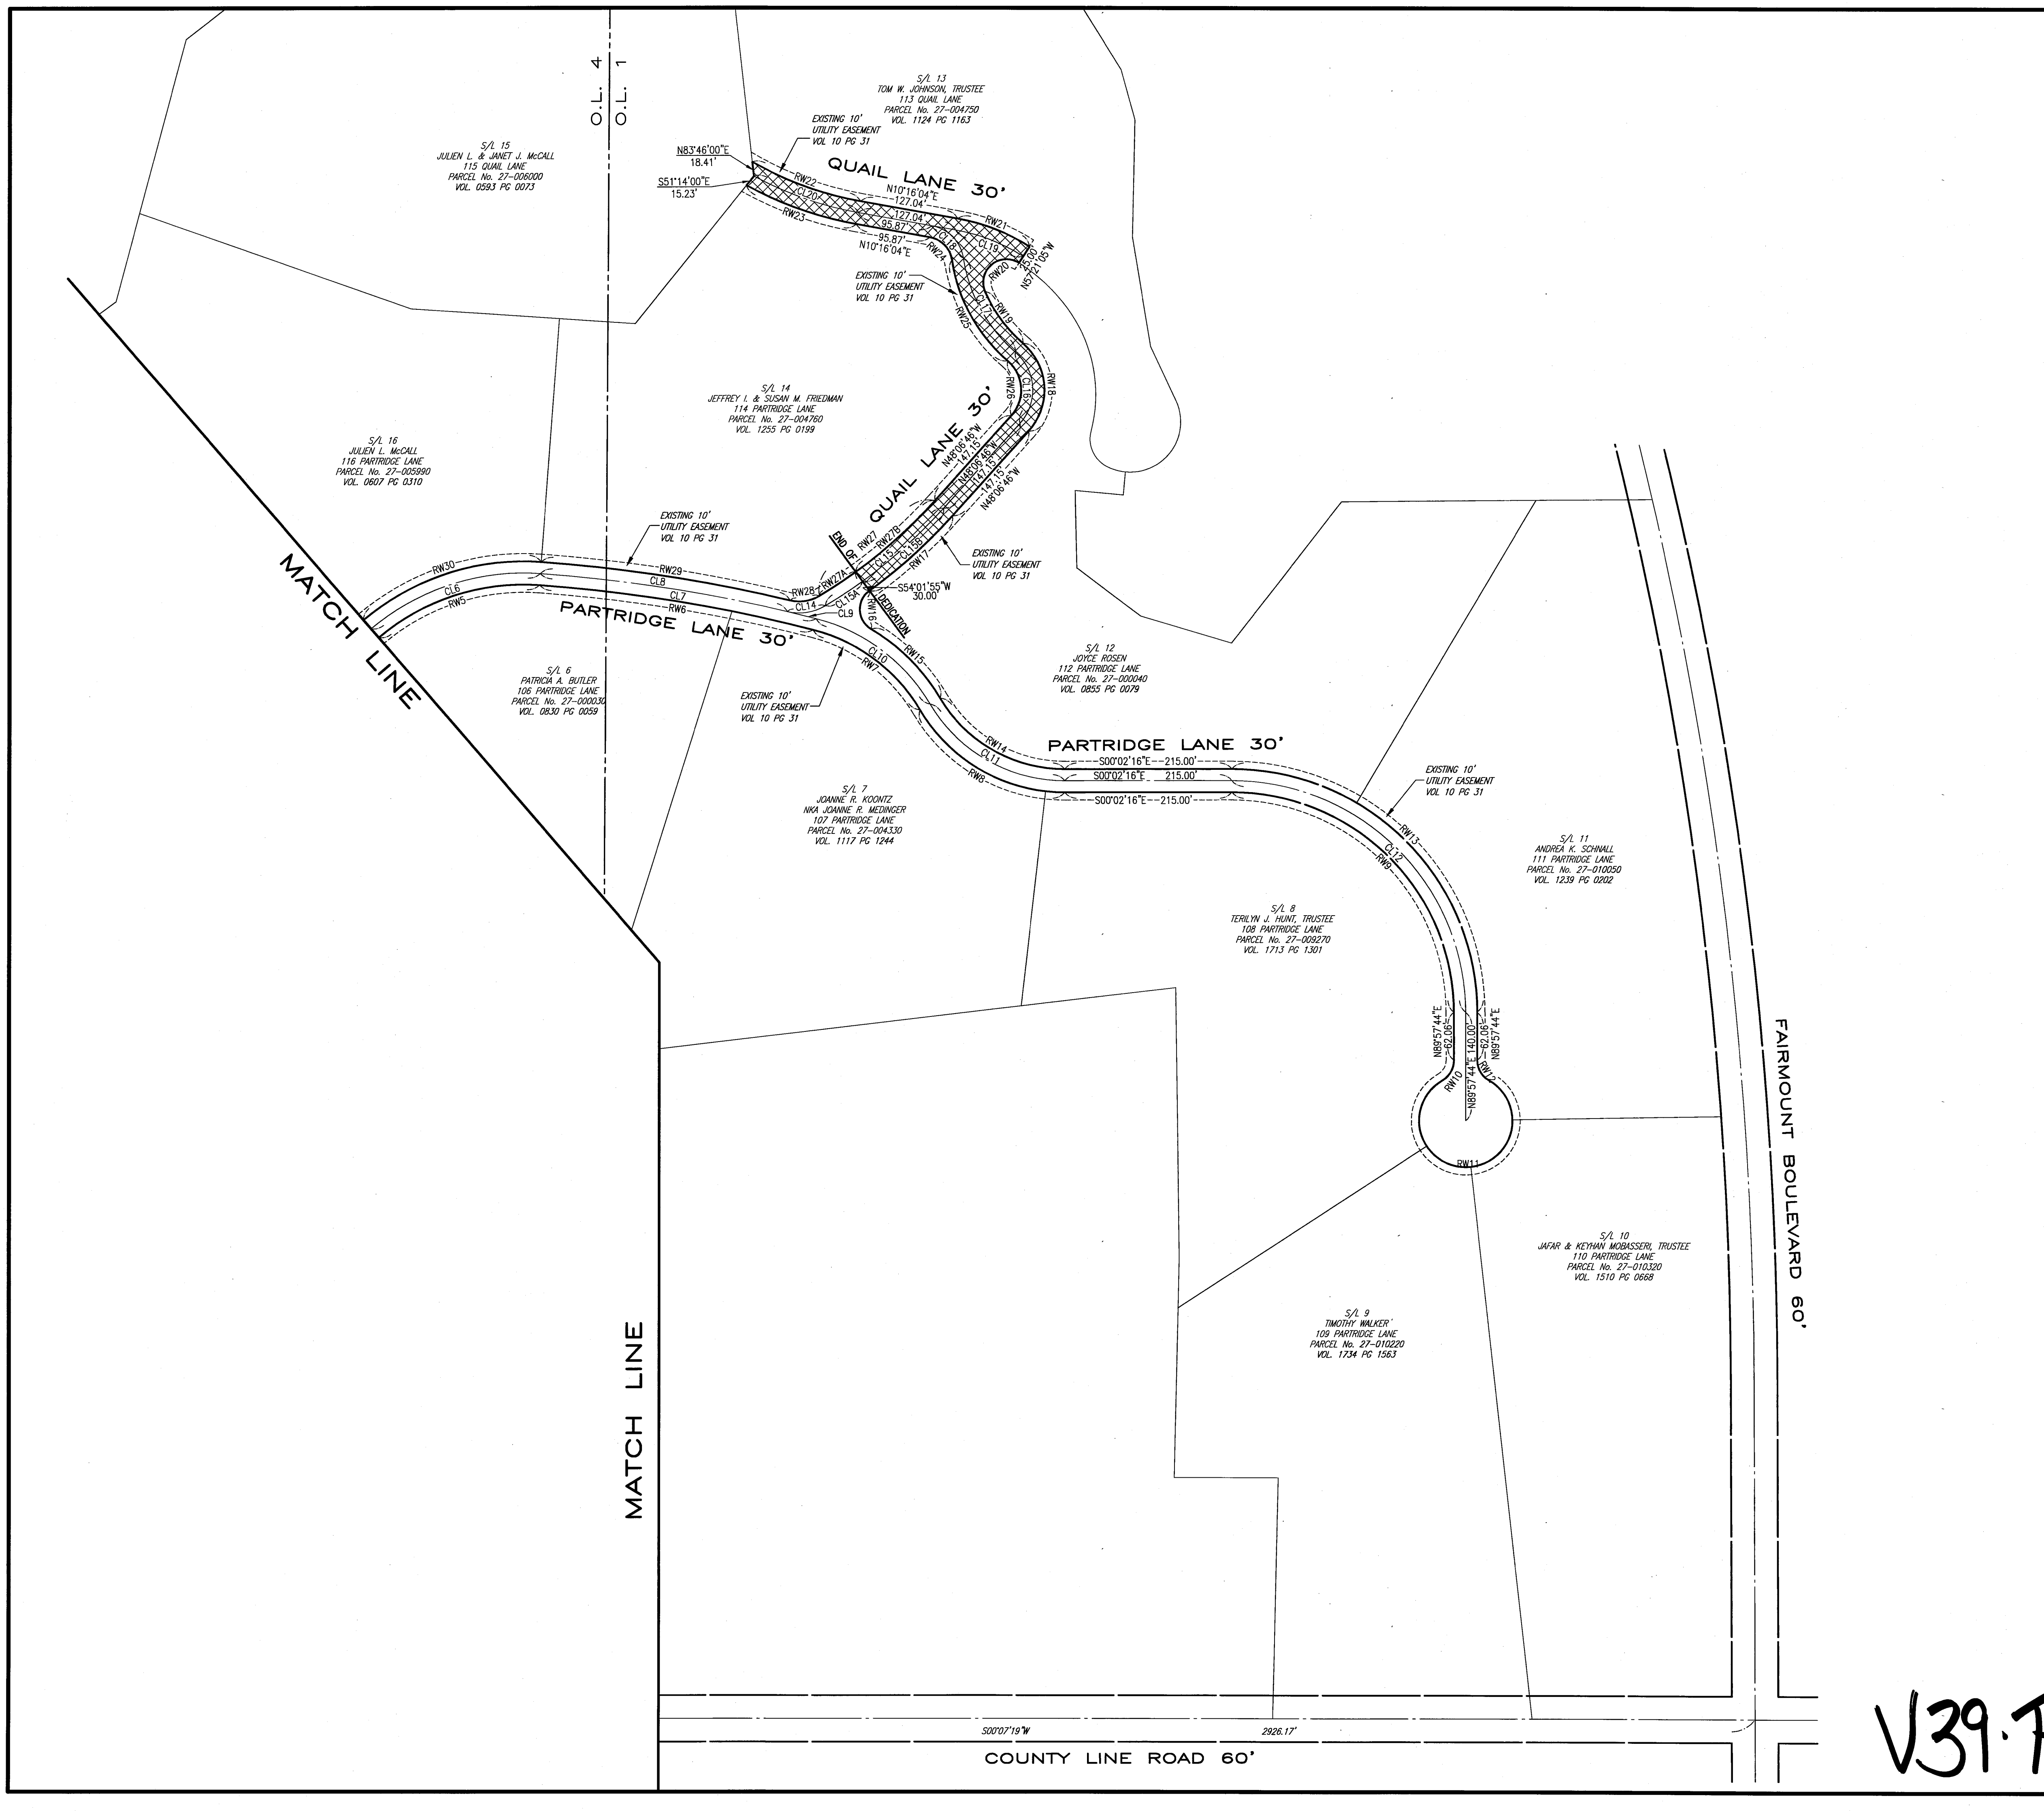 O.L. 4
O.L. 1
S/L 13
TOM W. JOHNSON, TRUSTEE
113 QUAIL LANE
PARCEL No. 27-004750
VOL. 1124 PG 1163
EXISTING 10'
UTILITY EASEMENT
VOL 10 PG 31
S/L 15
JULIEN L. & JANET J. McCALL
115 QUAIL LANE
PARCEL No. 27-006000
VOL. 0593 PG 0073
N83°46'00"E
18.41'
S51°14'00"E
15.23'
QUAIL LANE 30'
RW22
CL20
RW23
N10°16'04"E
127.04'
127.04'
95.87'
95.87'
N10°16'04"E
RW21
CL19
CL18
RW24
RW20
25.00'
N57°21'05"W
EXISTING 10'
UTILITY EASEMENT
VOL 10 PG 31
CL17
RW19
RW25
RW26
CL16
RW18
S/L 14
JEFFREY I. & SUSAN M. FRIEDMAN
114 PARTRIDGE LANE
PARCEL No. 27-004760
VOL. 1255 PG 0199
QUAIL LANE 30'
N48°06'46"W
147.15'
N48°06'46"W
147.15'
147.15'
N48°06'46"W
S/L 16
JULIEN L. McCALL
116 PARTRIDGE LANE
PARCEL No. 27-005990
VOL. 0607 PG 0310
EXISTING 10'
UTILITY EASEMENT
VOL 10 PG 31
END OF
DEDICATION
RW27
RW27B
CL15
CL15B
RW17
RW27A
CL15A
RW28
CL14
CL9
RW16
EXISTING 10'
UTILITY EASEMENT
VOL 10 PG 31
S54°01'55"W
30.00'
MATCH LINE
RW30
CL6
RW5
RW29
CL8
CL7
RW6
PARTRIDGE LANE 30'
CL10
RW7
RW15
S/L 12
JOYCE ROSEN
112 PARTRIDGE LANE
PARCEL No. 27-000040
VOL. 0855 PG 0079
S/L 6
PATRICIA A. BUTLER
106 PARTRIDGE LANE
PARCEL No. 27-000030
VOL. 0830 PG 0059
EXISTING 10'
UTILITY EASEMENT
VOL 10 PG 31
RW14
CL11
RW8
PARTRIDGE LANE 30'
S00°02'16"E 215.00'
S00°02'16"E 215.00'
S00°02'16"E 215.00'
EXISTING 10'
UTILITY EASEMENT
VOL 10 PG 31
S/L 7
JOANNE R. KOONTZ
NKA JOANNE R. MEDINGER
107 PARTRIDGE LANE
PARCEL No. 27-004330
VOL. 1117 PG 1244
RW13
CL12
RW9
S/L 11
ANDREA K. SCHNALL
111 PARTRIDGE LANE
PARCEL No. 27-010050
VOL. 1239 PG 0202
S/L 8
TERILYN J. HUNT, TRUSTEE
108 PARTRIDGE LANE
PARCEL No. 27-009270
VOL. 1713 PG 1301
N89°57'44"E
62.06'
N89°57'44"E 140.00'
62.06'
N89°57'44"E
RW10
RW12
RW11
FAIRMOUNT BOULEVARD 60'
S/L 10
JAFAR & KEYHAN MOBASSERI, TRUSTEE
110 PARTRIDGE LANE
PARCEL No. 27-010320
VOL. 1510 PG 0668
S/L 9
TIMOTHY WALKER
109 PARTRIDGE LANE
PARCEL No. 27-010220
VOL. 1734 PG 1563
MATCH LINE
S00°07'19"W 2926.17'
COUNTY LINE ROAD 60'
V39.P